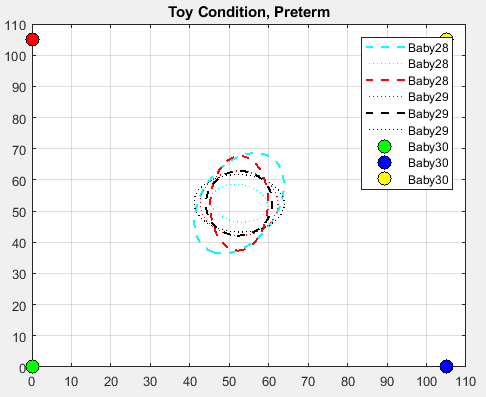 Toy Condition, Preterm
110
100
90
80
70
60
50
40
30
20
10
0
0 10 20 30 40 50 60 70 80 90 100 110
Baby28
Baby28
Baby28
Baby29
Baby29
Baby29
Baby30
Baby30
Baby30